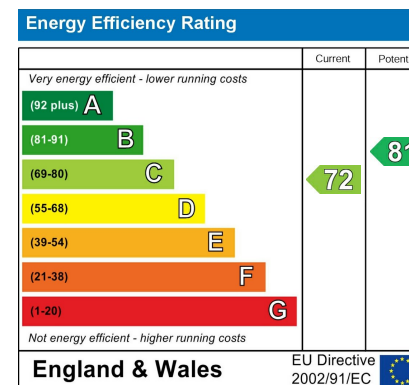 Energy Efficiency Rating
Current Potent
Very energy efficient - lower running costs
(92 plus) A
(81-91) B
81
(69-80) C
72
(55-68) D
(39-54) E
(21-38) F
(1-20) G
Not energy efficient - higher running costs
England & Wales
EU Directive
2002/91/EC